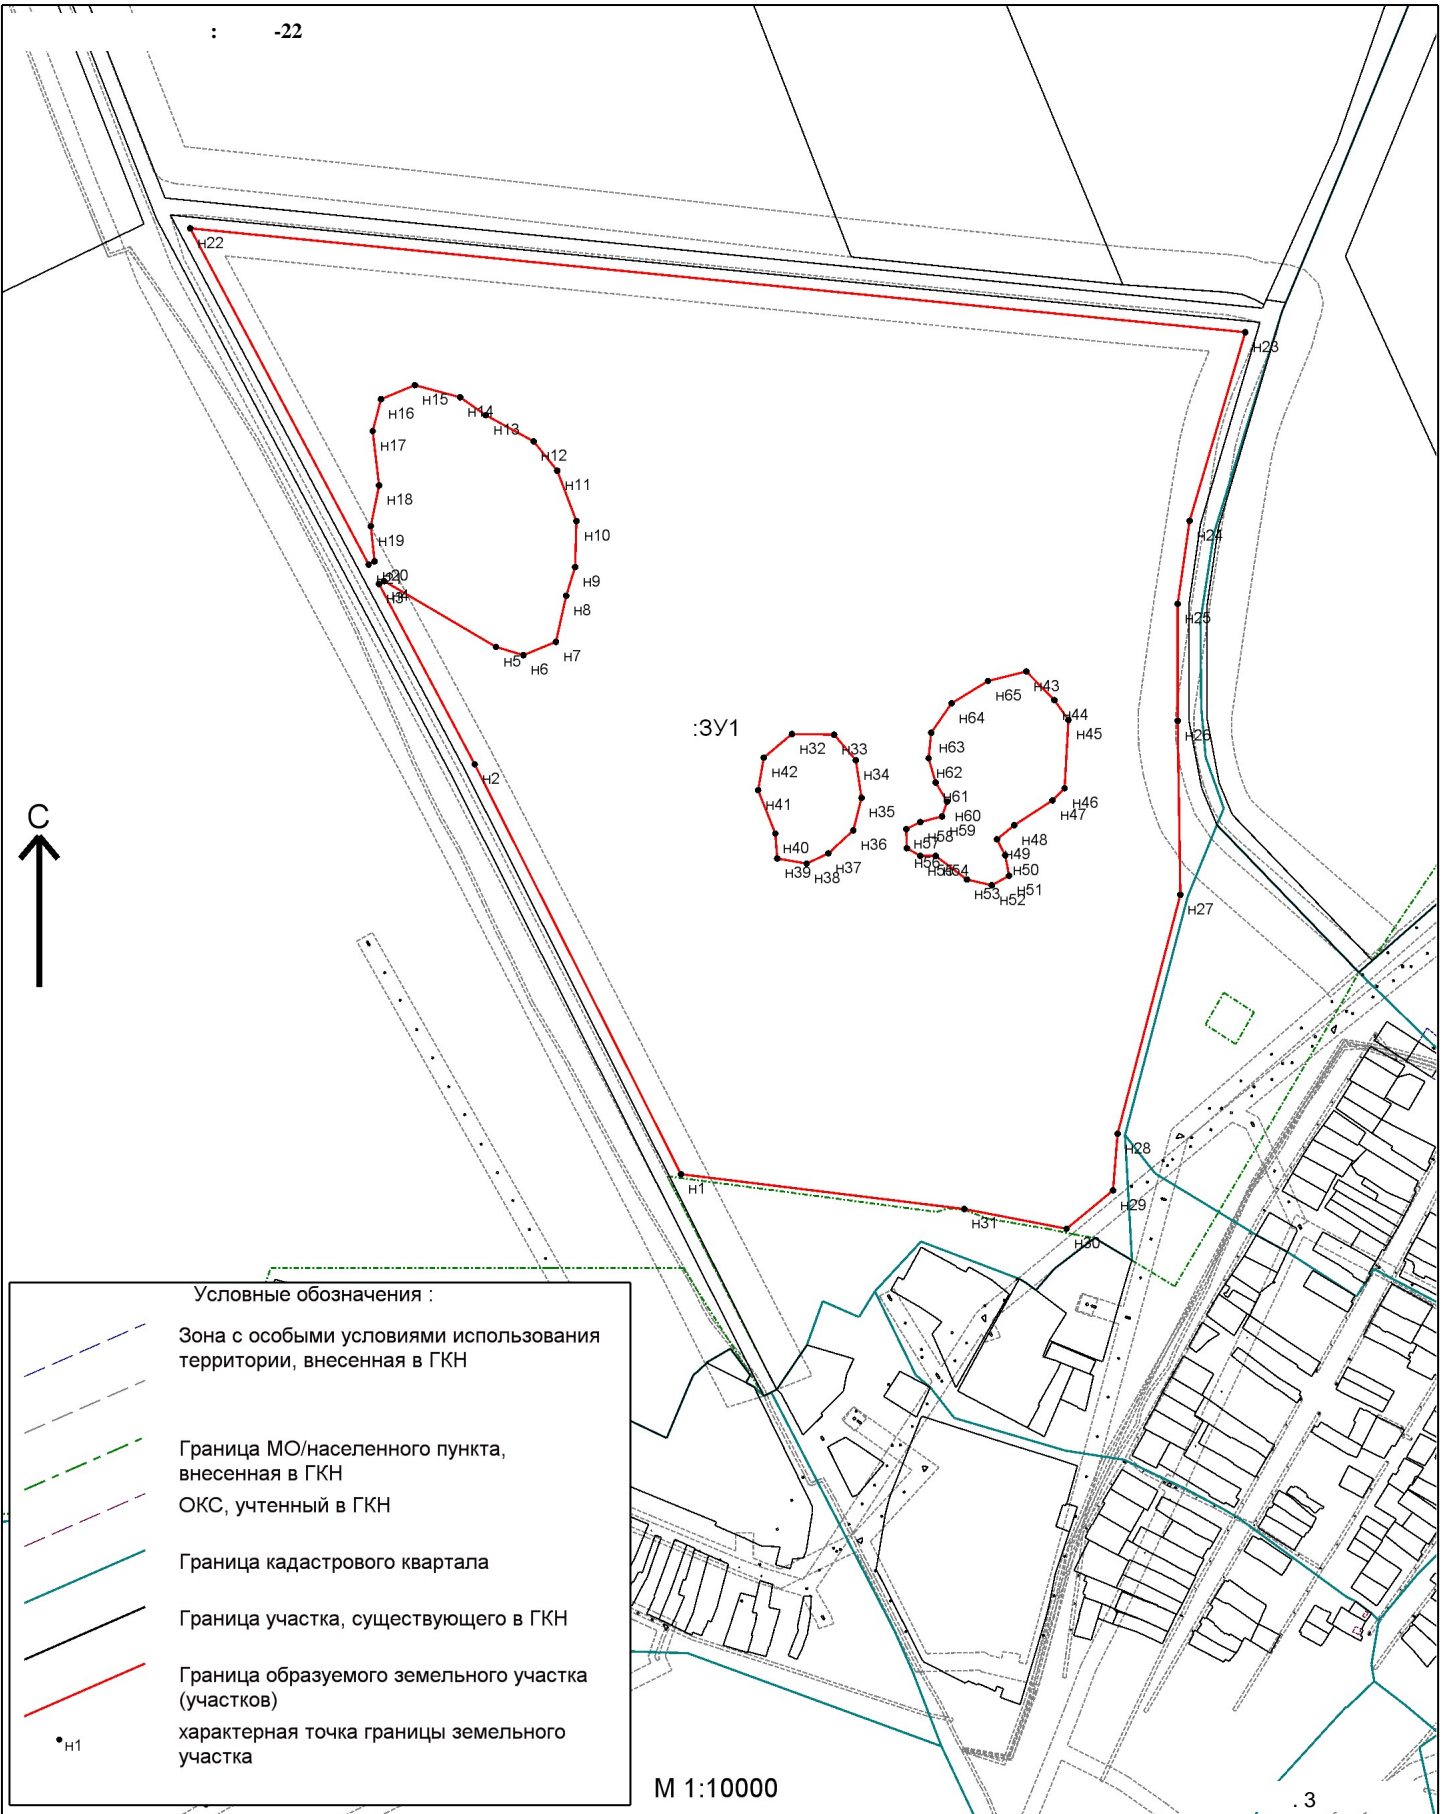 : -22
н22
н23
н16
н15
н14
н13
н17
н12
н11
н18
н10
н24
н19
н9
н20
н3
н8
н25
н5
н6
н7
н65
н43
н64
н44
:ЗУ1
н32
н33
н45
н26
н63
н42
н34
н62
н2
н41
н35
н61
н46
н60
н47
С
н36
н59
н58
н48
н40
н37
н57
н49
н39
н38
н56
н54
н50
н53
н52
н51
н27
н28
н1
н29
н31
н30
Условные обозначения :
Зона с особыми условиями использования
территории, внесенная в ГКН
Граница МО/населенного пункта,
внесенная в ГКН
ОКС, учтенный в ГКН
Граница кадастрового квартала
Граница участка, существующего в ГКН
Граница образуемого земельного участка
(участков)
характерная точка границы земельного
участка
н1
М 1:10000
. 3